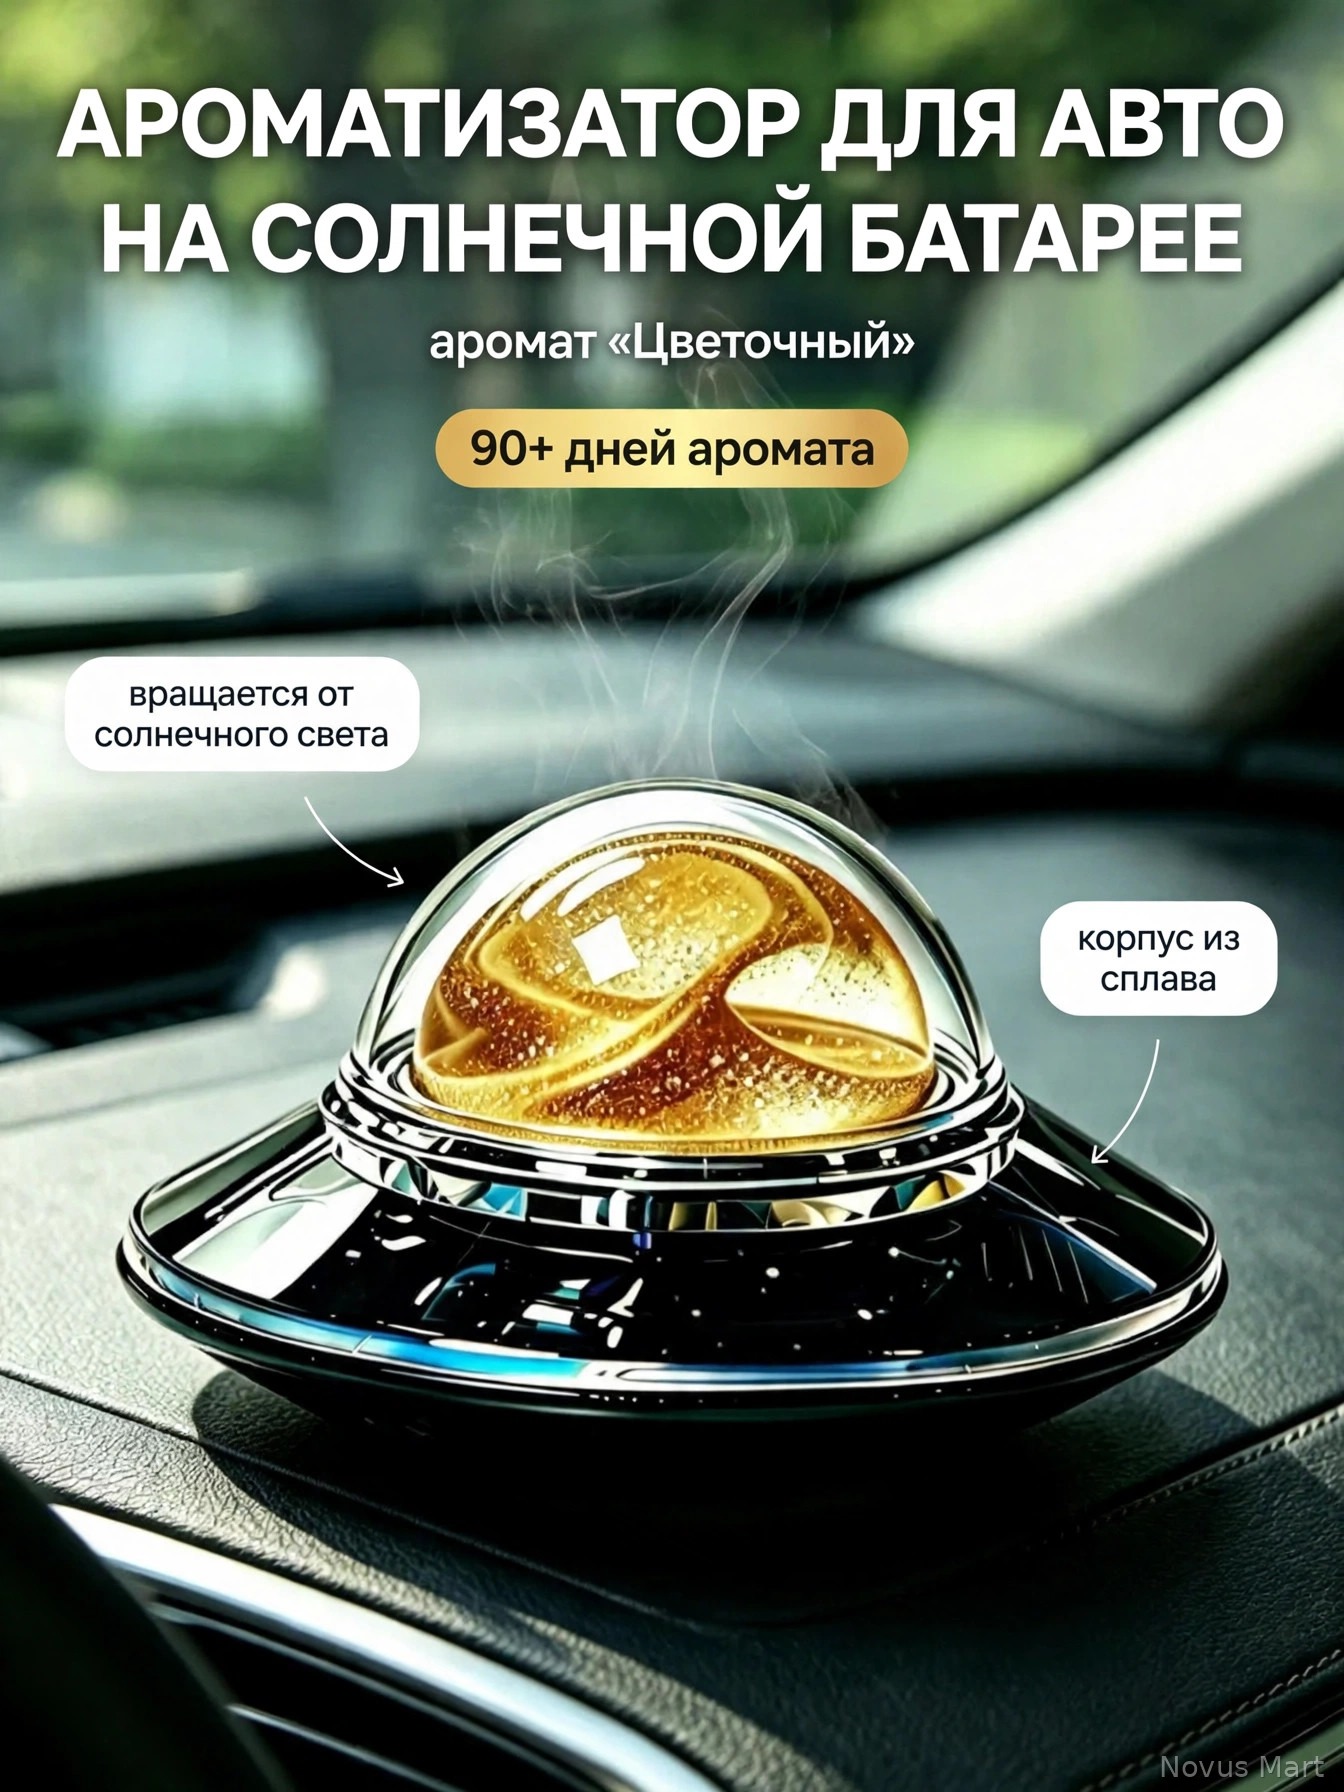 АРОМАТИЗАТОР ДЛЯ АВТО
НА СОЛНЕЧНОЙ БАТАРЕЕ
аромат «Цветочный»
90+ дней аромата
вращается от
солнечного света
корпус из
сплава
Novus Mart